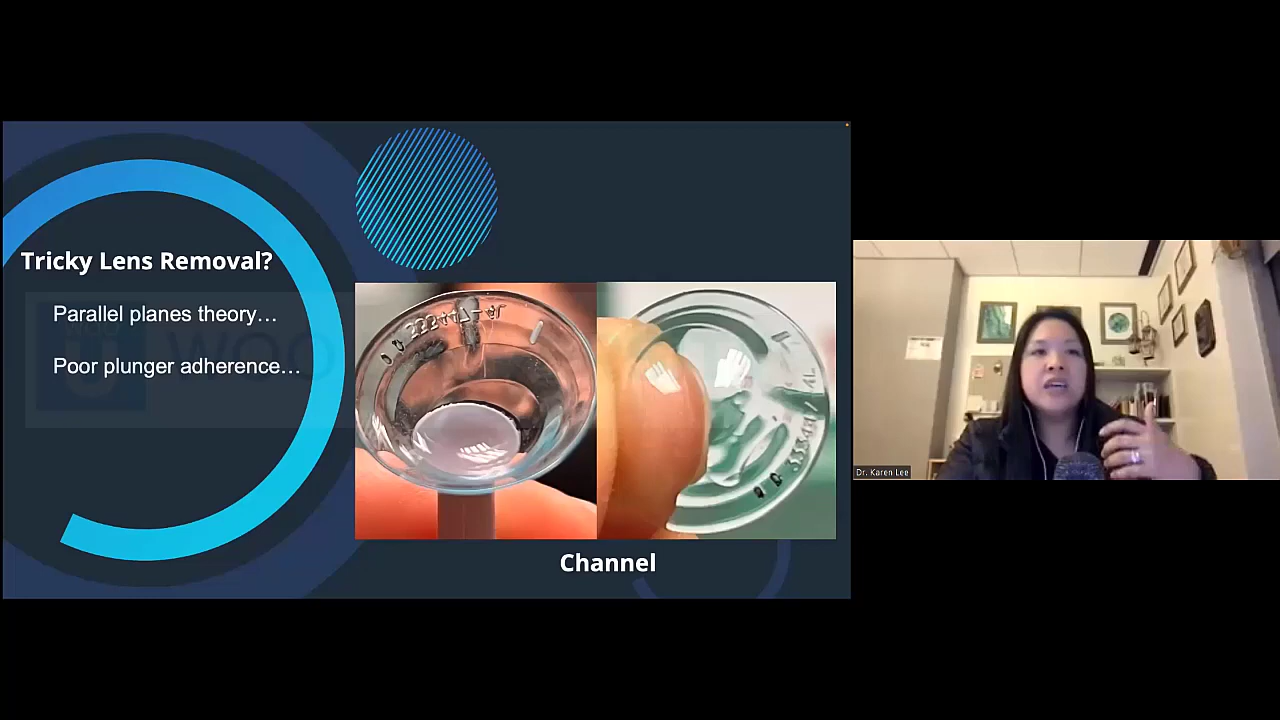 Tricky Lens Removal?
Parallel planes theory…
Poor plunger adherence…
Channel
Dr. Karen Lee